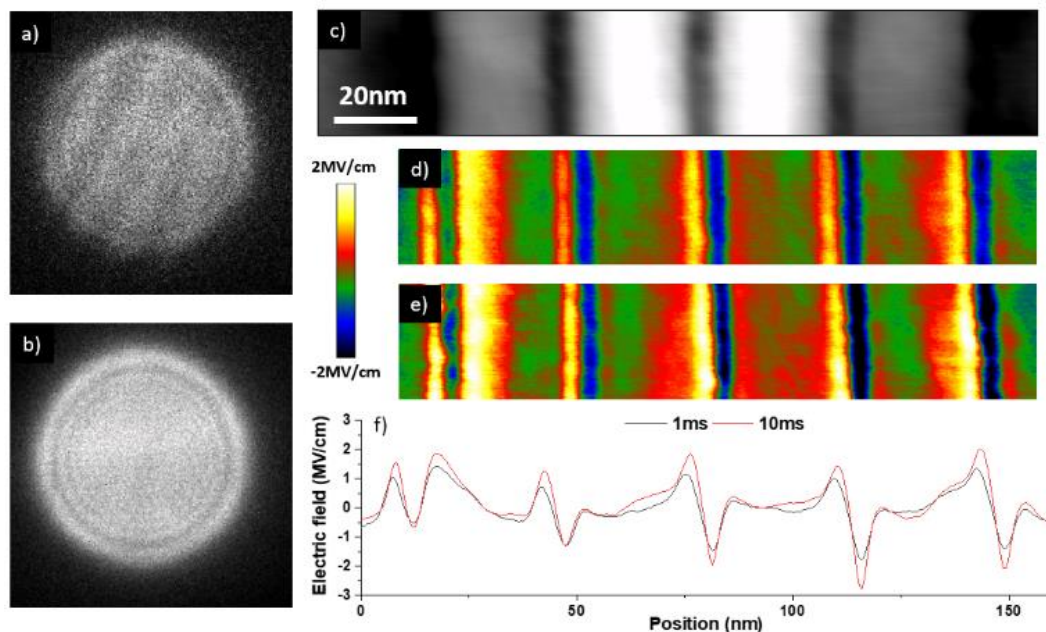 a)
b)
c)
20nm
2MV/cm
-2MV/cm
d)
e)
f)
1ms
10ms
Electric field (MV/cm)
3
2
1
0
-1
-2
-3
0
50
100
150
Position (nm)